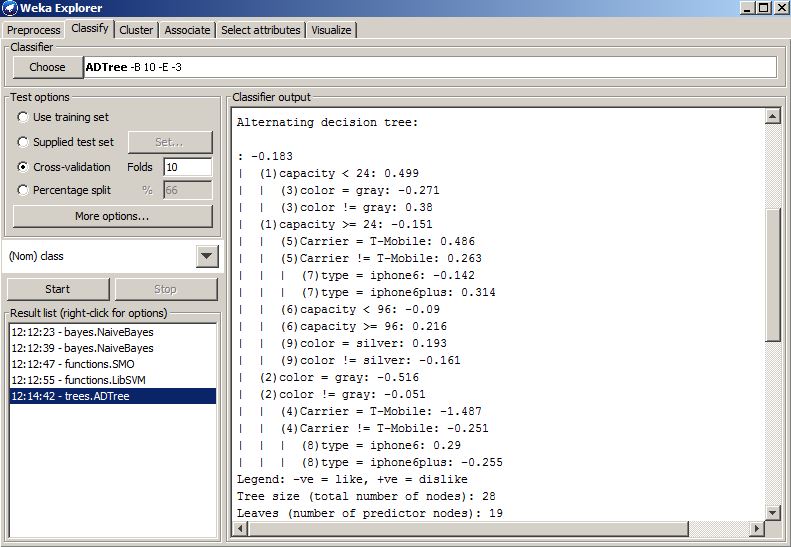 Weka Explorer
Preprocess Classify Cluster Associate Select attributes Visualize
Classifier
Choose ADTree -B 10 -E -3
Test options
Use training set
Supplied test set Set...
Cross-validation Folds 10
Percentage split % 66
More options...
(Nom) class
Start Stop
Result list (right-click for options)
12:12:23 - bayes.NaiveBayes
12:12:39 - bayes.NaiveBayes
12:12:47 - functions.SMO
12:12:55 - functions.LibSVM
12:14:42 - trees.ADTree
Classifier output
Alternating decision tree:
: -0.183
| (1)capacity < 24: 0.499
| | (3)color = gray: -0.271
| | (3)color != gray: 0.38
| (1)capacity >= 24: -0.151
| | (5)Carrier = T-Mobile: 0.486
| | (5)Carrier != T-Mobile: 0.263
| | | (7)type = iphone6: -0.142
| | | (7)type = iphone6plus: 0.314
| | (6)capacity < 96: -0.09
| | (6)capacity >= 96: 0.216
| | (9)color = silver: 0.193
| | (9)color != silver: -0.161
| (2)color = gray: -0.516
| (2)color != gray: -0.051
| | (4)Carrier = T-Mobile: -1.487
| | (4)Carrier != T-Mobile: -0.251
| | | (8)type = iphone6: 0.29
| | | (8)type = iphone6plus: -0.255
Legend: -ve = like, +ve = dislike
Tree size (total number of nodes): 28
Leaves (number of predictor nodes): 19